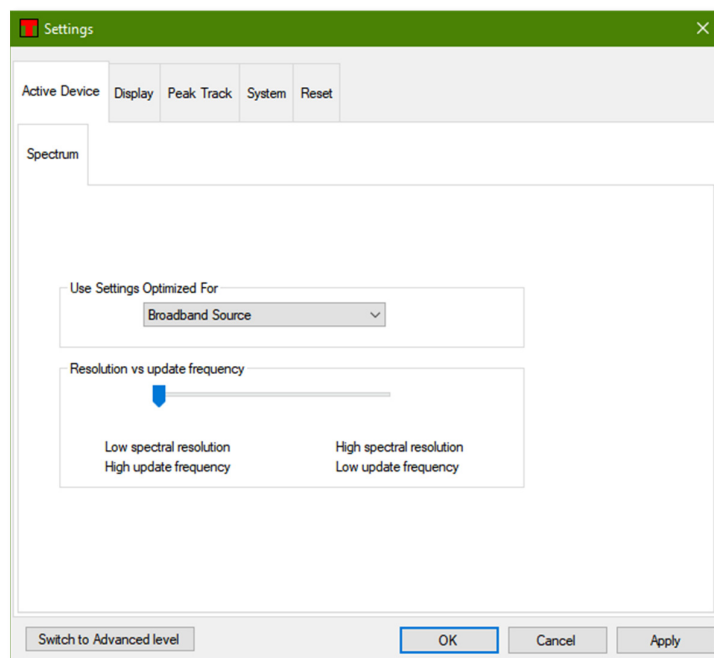 Settings
Active Device Display Peak Track System Reset
Spectrum
Use Settings Optimized For
Broadband Source
Resolution vs update frequency
Low spectral resolution High spectral resolution
High update frequency Low update frequency
Switch to Advanced level OK Cancel Apply